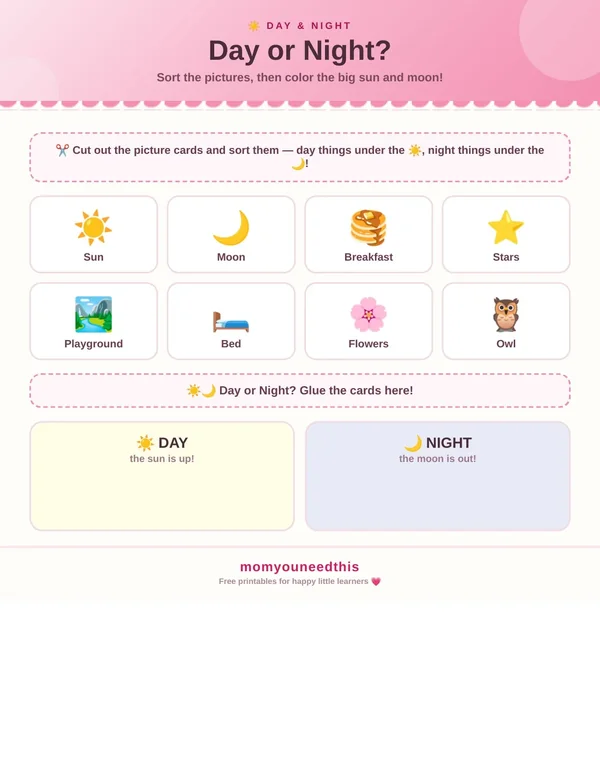 ☀️ DAY & NIGHT
Day or Night?
Sort the pictures, then color the big sun and moon!
✂️ Cut out the picture cards and sort them — day things under the ☀️, night things under the
🌙!
Sun
Moon
Breakfast
Stars
Playground
Bed
Flowers
Owl
☀️🌙 Day or Night? Glue the cards here!
☀️ DAY
the sun is up!
🌙 NIGHT
the moon is out!
momyouneedthis
Free printables for happy little learners 💗